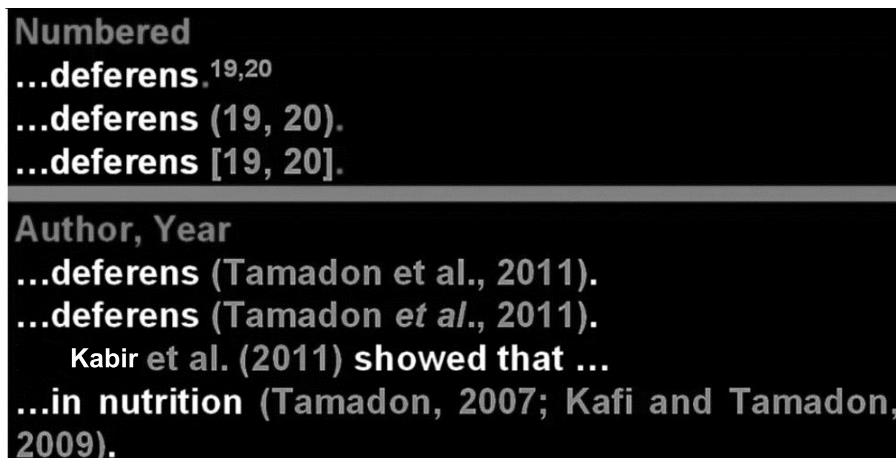 Numbered
...deferens.19,20
...deferens (19, 20).
...deferens [19, 20].
Author, Year
...deferens (Tamadon et al., 2011).
...deferens (Tamadon et al., 2011).
Kabir et al. (2011) showed that ...
...in nutrition (Tamadon, 2007; Kafi and Tamadon,
2009).